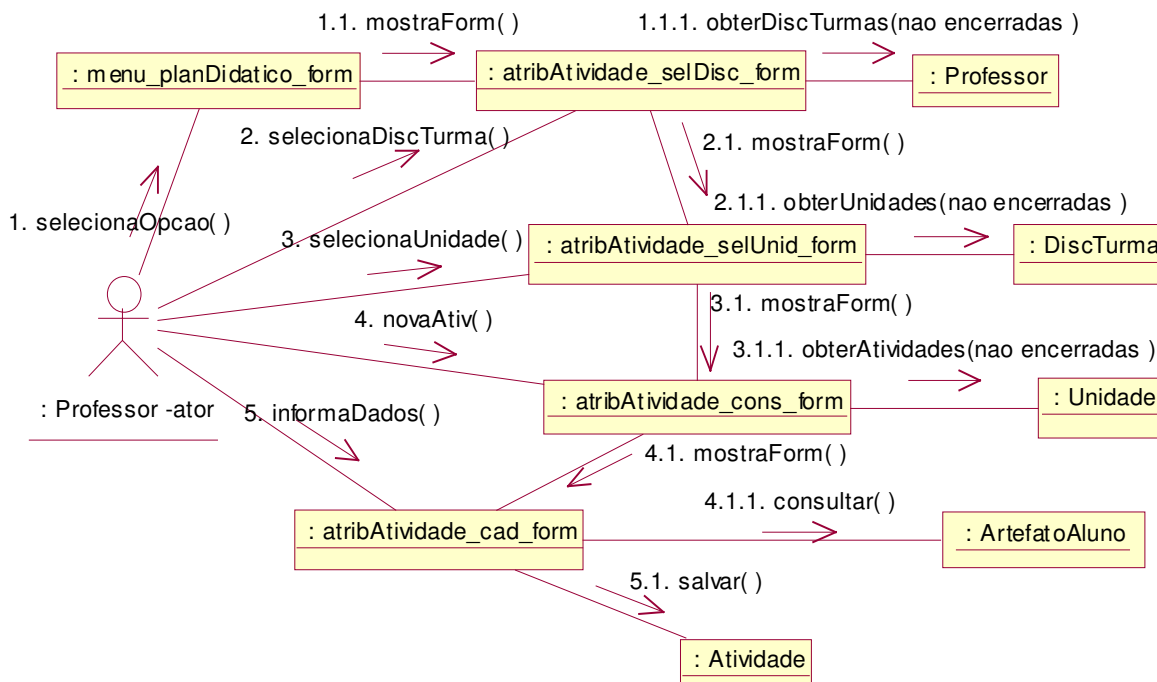 1.1. mostraForm( )
1.1.1. obterDiscTurmas(nao encerradas )
: menu_planDidatico_form
: atribAtividade_selDisc_form
: Professor
2. selecionaDiscTurma( )
2.1. mostraForm( )
1. selecionaOpcao( )
2.1.1. obterUnidades(nao encerradas )
3. selecionaUnidade( )
: atribAtividade_selUnid_form
: DiscTurma
4. novaAtiv( )
3.1. mostraForm( )
3.1.1. obterAtividades(nao encerradas )
: Professor -ator
: atribAtividade_cons_form
: Unidade
5. informaDados( )
4.1. mostraForm( )
4.1.1. consultar( )
: atribAtividade_cad_form
: ArtefatoAluno
5.1. salvar( )
: Atividade